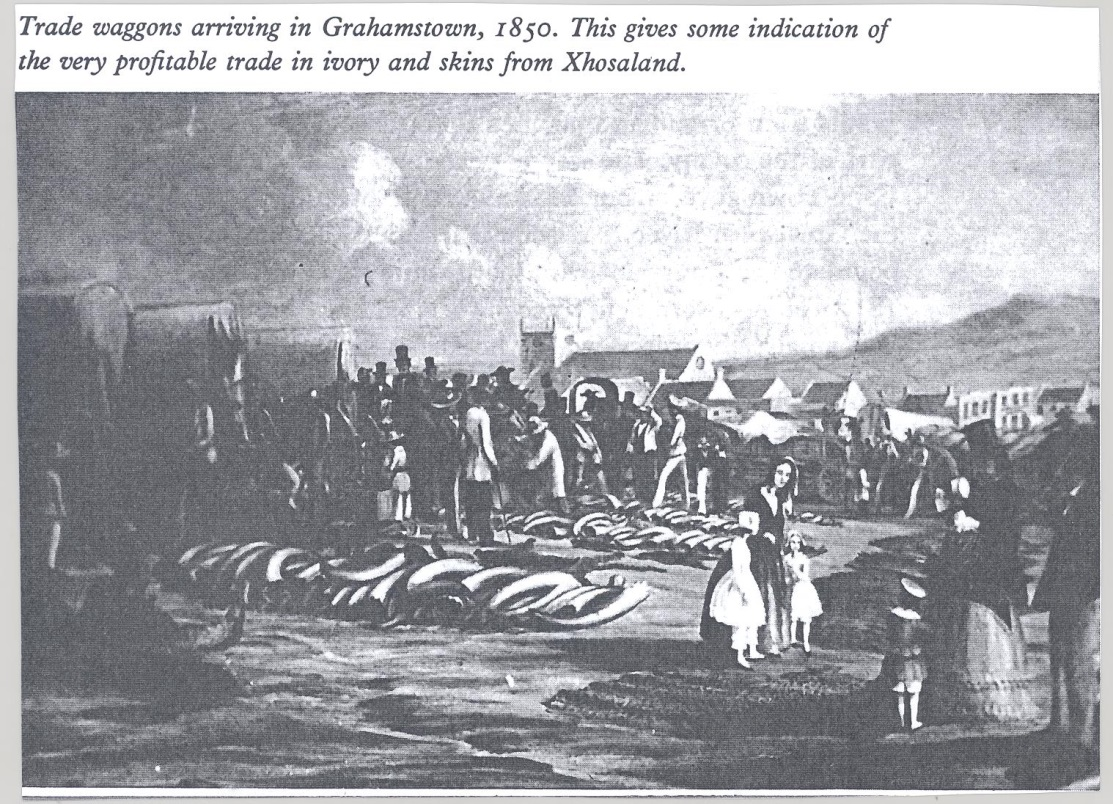 Trade waggons arriving in Grahamstown, 1850. This gives some indication of
the very profitable trade in ivory and skins from Xhosaland.